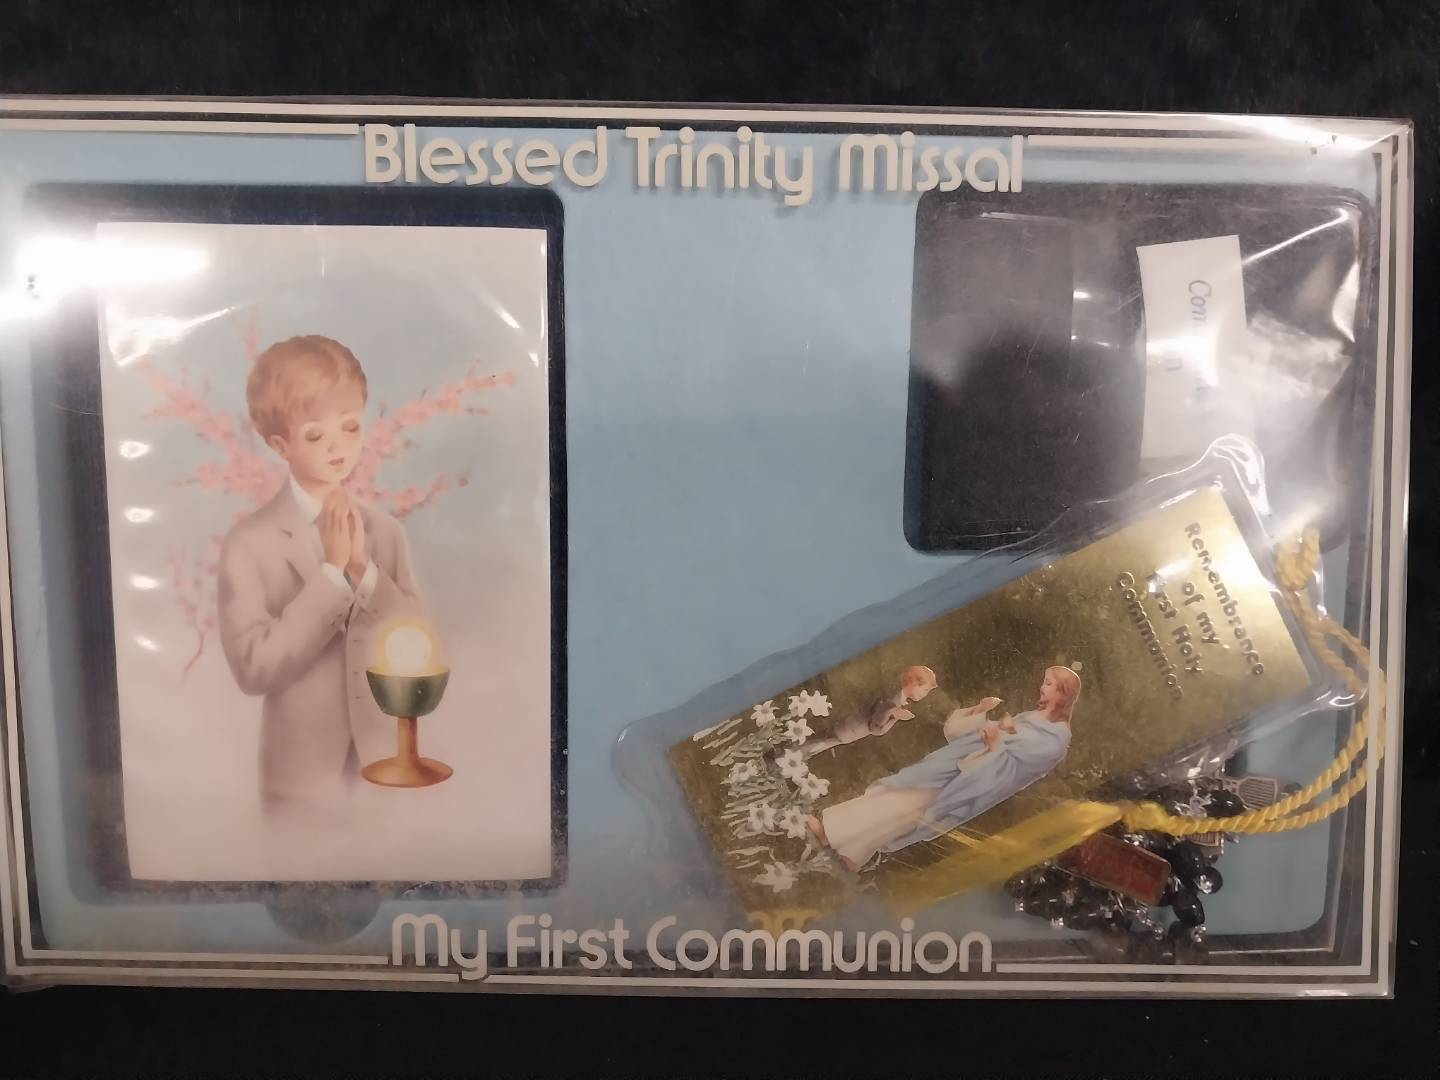 Blessed Trinity Missal
Remembrance
of my
First Holy
Communion
My First Communion